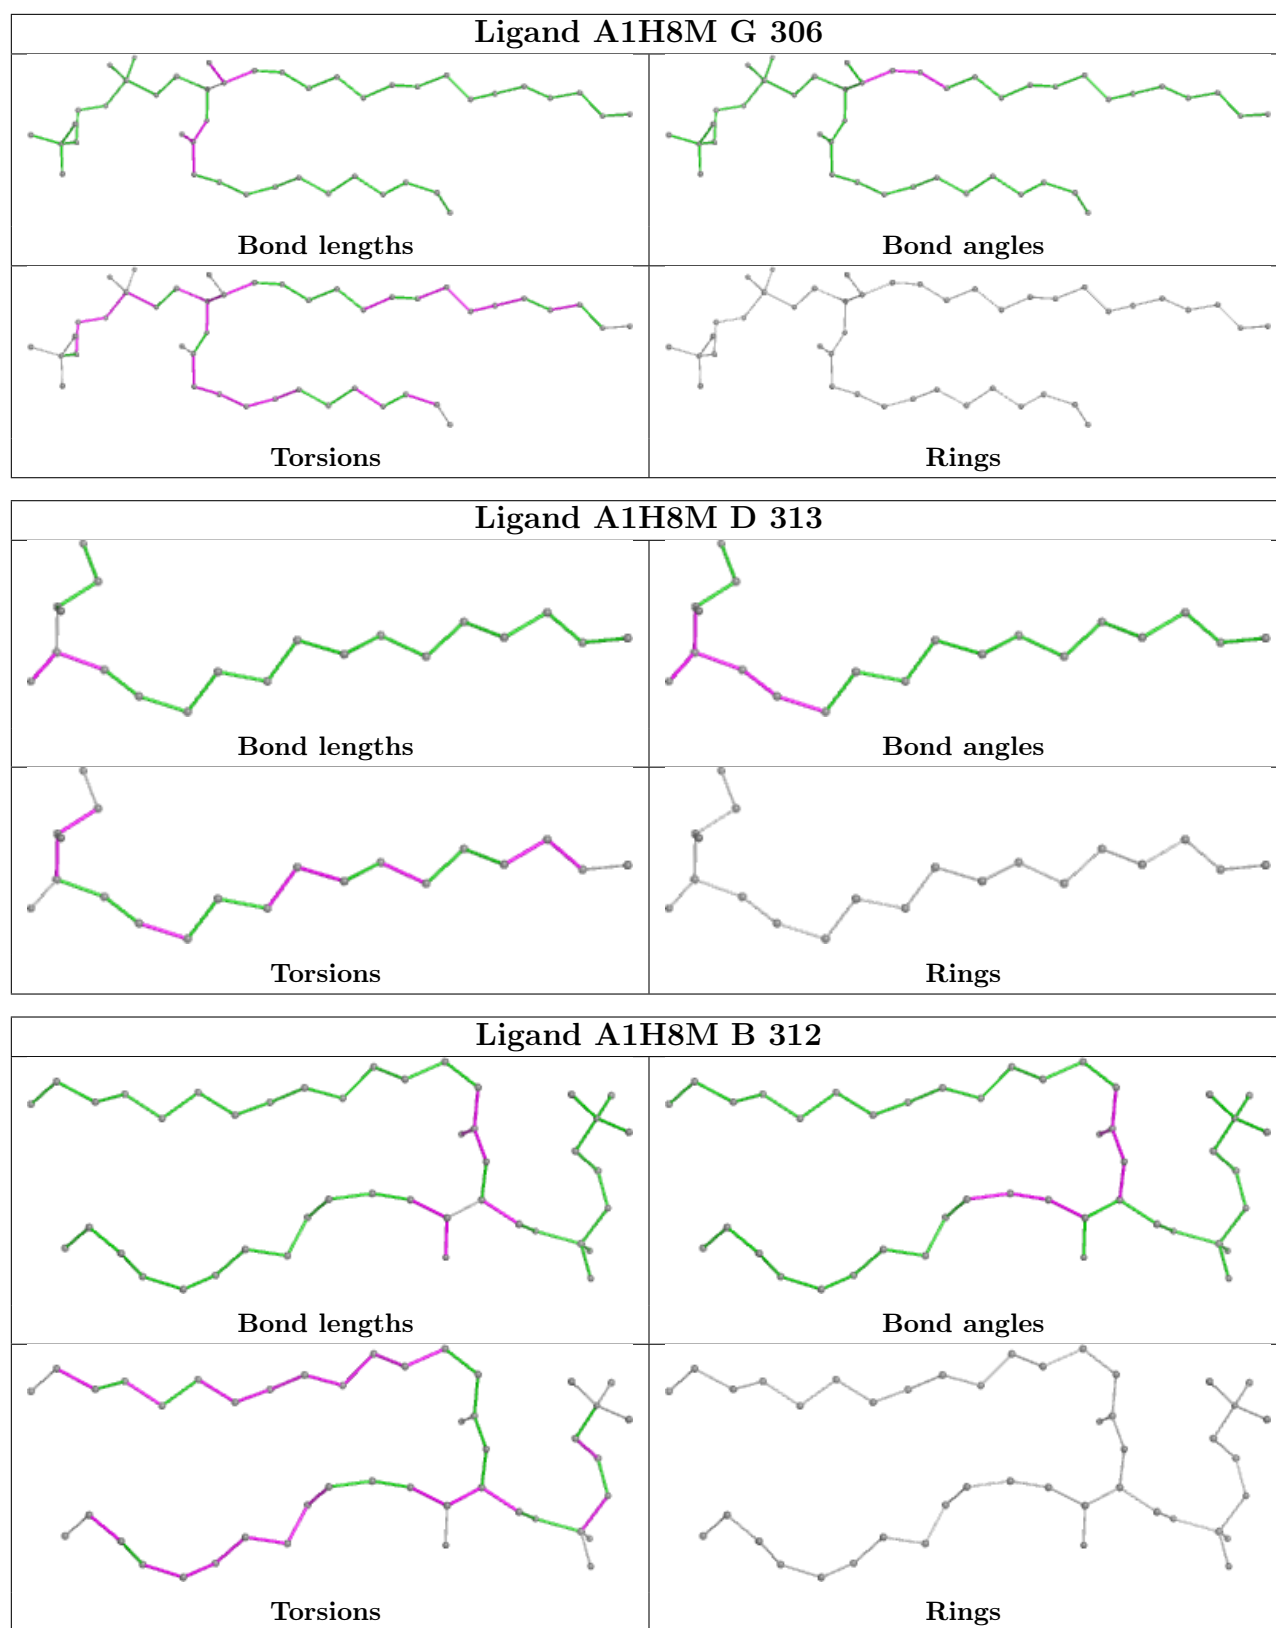 Ligand A1H8M G 306
Bond lengths
Bond angles
Torsions
Rings
Ligand A1H8M D 313
Bond lengths
Bond angles
Torsions
Rings
Ligand A1H8M B 312
Bond lengths
Bond angles
Torsions
Rings